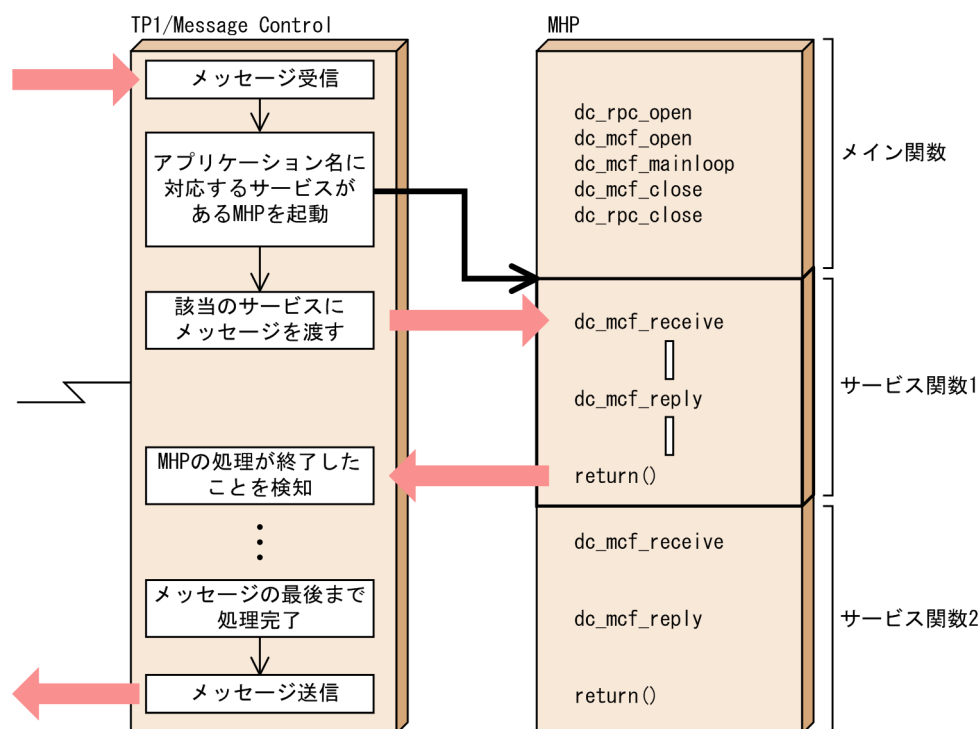 TP1/Message Control
メッセージ受信
アプリケーション名に
対応するサービスが
あるMHPを起動
該当のサービスに
メッセージを渡す
MHPの処理が終了した
ことを検知
メッセージの最後まで
処理完了
メッセージ送信
MHP
dc_rpc_open
dc_mcf_open
dc_mcf_mainloop
dc_mcf_close
dc_rpc_close
メイン関数
dc_mcf_receive
dc_mcf_reply
return()
サービス関数1
dc_mcf_receive
dc_mcf_reply
return()
サービス関数2